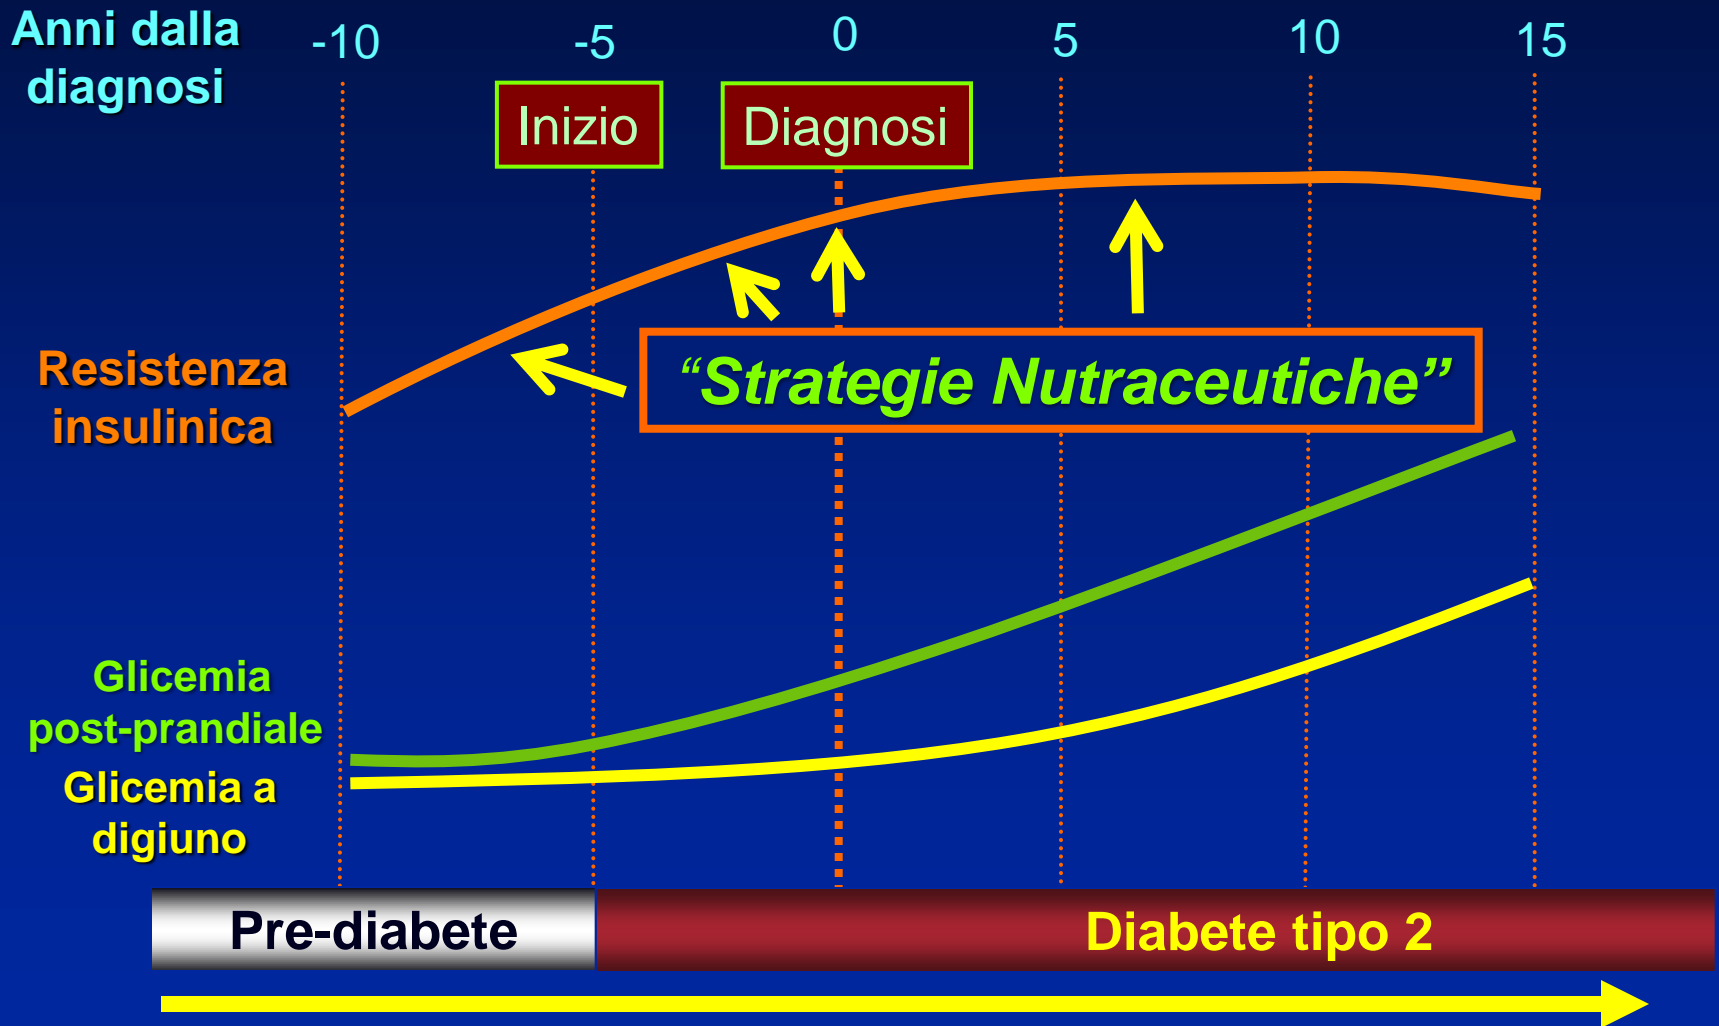 Anni dalla
diagnosi
-10
-5
0
5
10
15
Inizio
Diagnosi
Resistenza
insulinica
“Strategie Nutraceutiche”
Glicemia
post-prandiale
Glicemia a
digiuno
Pre-diabete
Diabete tipo 2